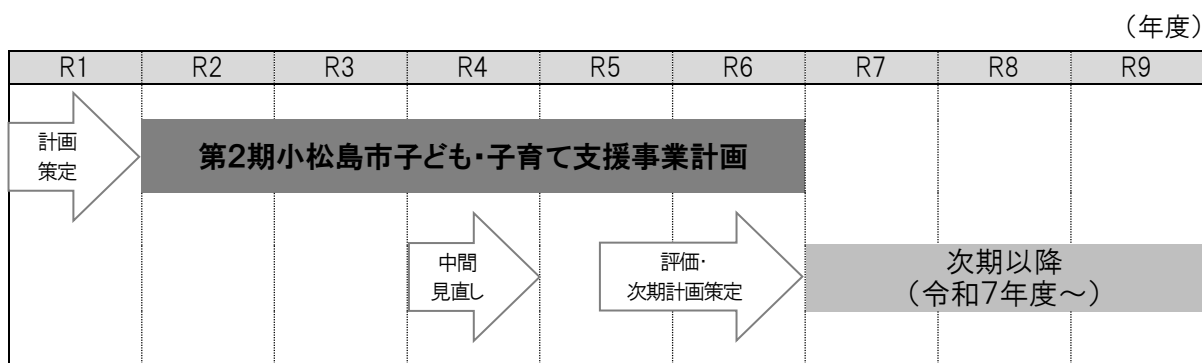 （年度）
R1 R2 R3 R4 R5 R6 R7 R8 R9
計画
策定
第2期小松島市子ども・子育て支援事業計画
中間
見直し
評価・
次期計画策定
次期以降
（令和7年度～）